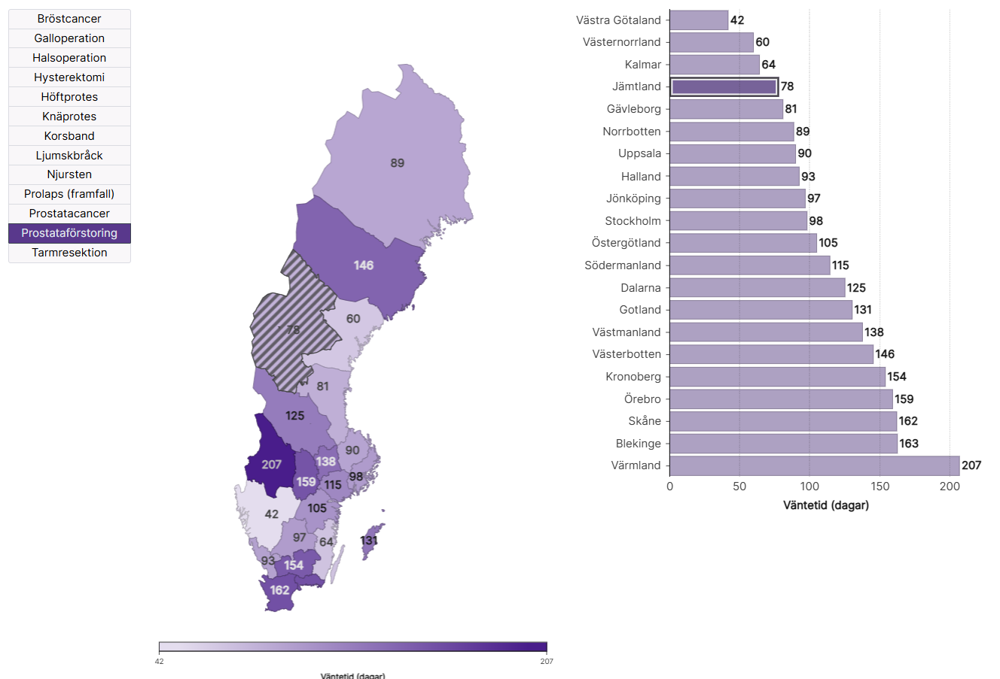 Bröstcancer
Galloperation
Halsoperation
Hysterektomi
Höftprotes
Knäprotes
Korsband
Ljumskbråck
Njursten
Prolaps (framfall)
Prostatacancer
Prostataförstoring
Tarmresektion
89
146
60
78
81
125
90
207
138
98
159
115
105
42
97
64
131
93
154
162
42
207
Väntetid (dagar)
Västra Götaland 42
Västernorrland 60
Kalmar 64
Jämtland 78
Gävleborg 81
Norrbotten 89
Uppsala 90
Halland 93
Jönköping 97
Stockholm 98
Östergötland 105
Södermanland 115
Dalarna 125
Gotland 131
Västmanland 138
Västerbotten 146
Kronoberg 154
Örebro 159
Skåne 162
Blekinge 163
Värmland 207
0 50 100 150 200
Väntetid (dagar)